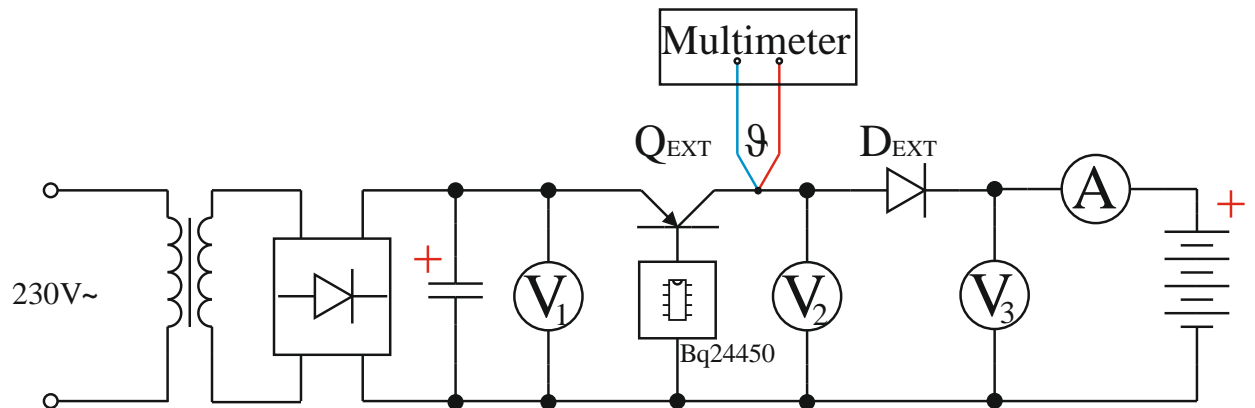 Multimeter
QEXT
ϑ
DEXT
A
+
+
230V~
V1
V2
V3
Bq24450